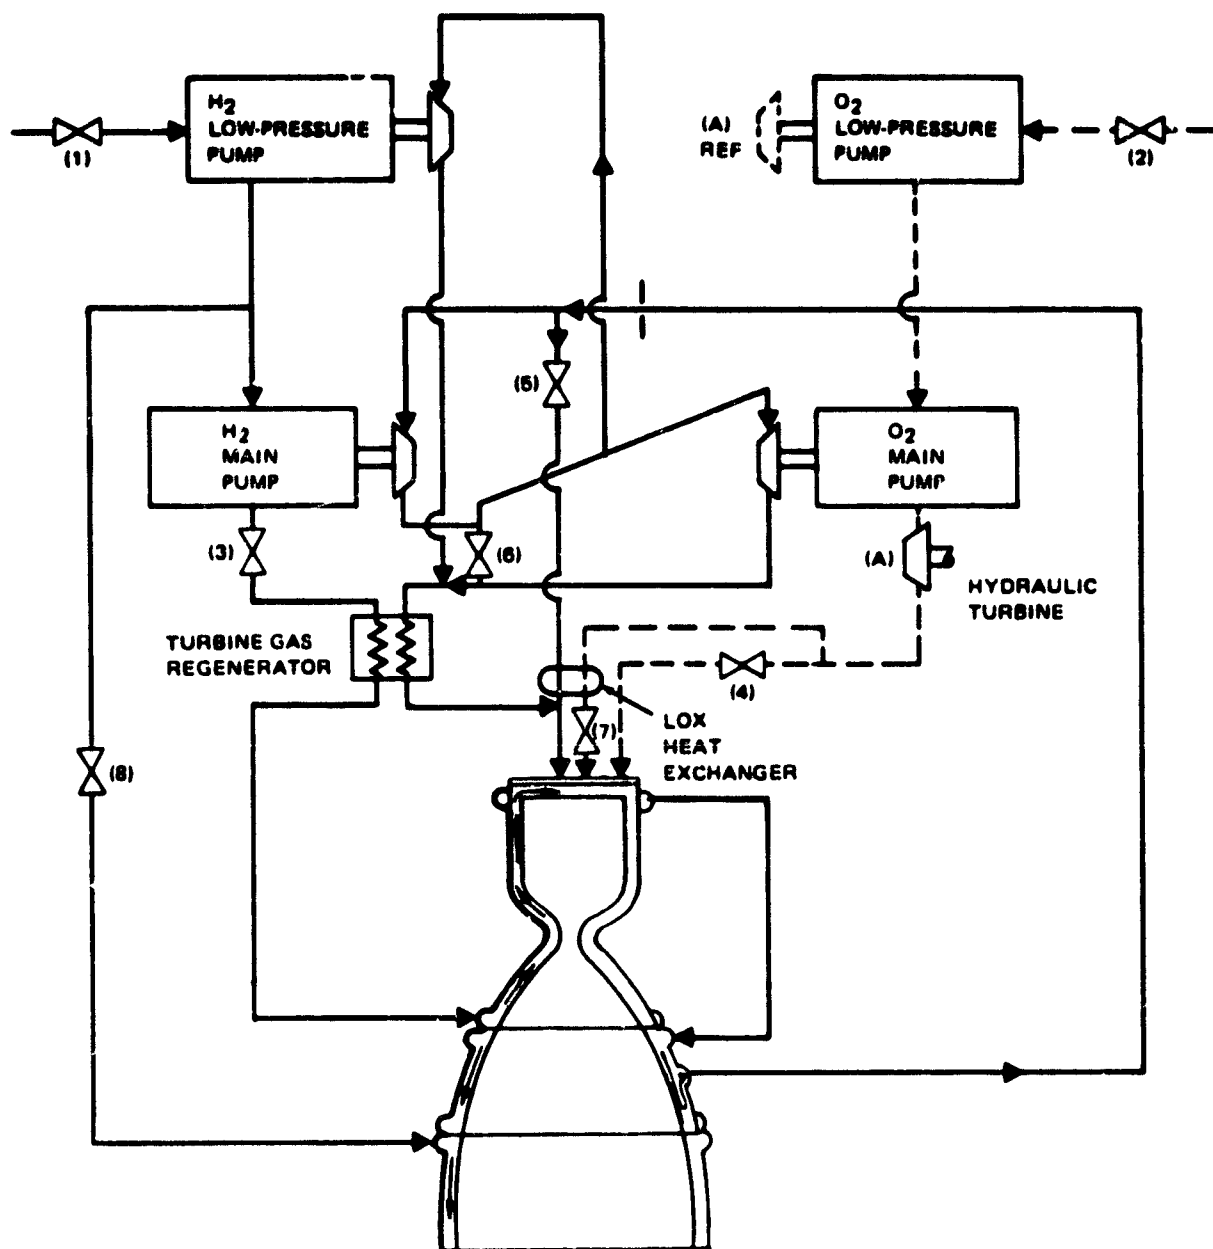 H2
LOW-PRESSURE
PUMP
(1)
(A)
REF
O2
LOW-PRESSURE
PUMP
(2)
(5)
H2
MAIN
PUMP
O2
MAIN
PUMP
(3)
(6)
(A)
HYDRAULIC
TURBINE
TURBINE GAS
REGENERATOR
(4)
(7)
LOX
HEAT
EXCHANGER
(8)